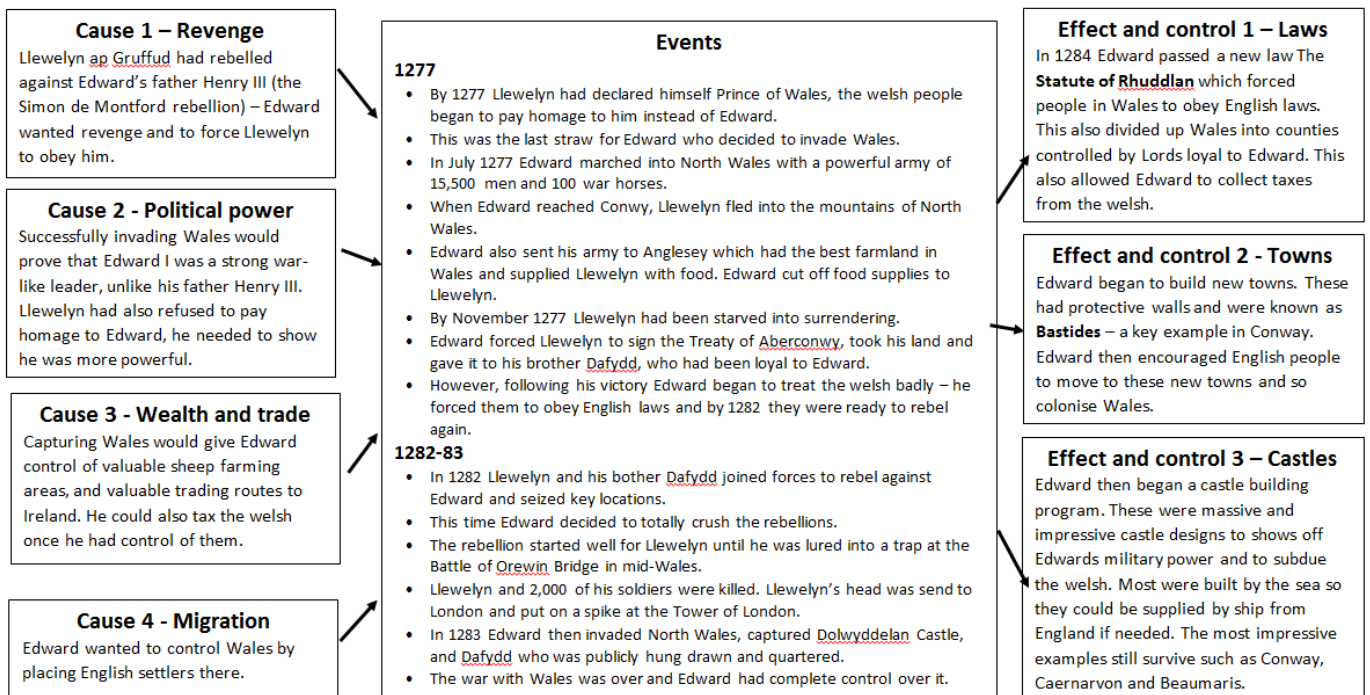 Cause 1 – Revenge
Llewelyn ap Gruffud had rebelled
against Edward's father Henry III (the
Simon de Montford rebellion) – Edward
wanted revenge and to force Llewelyn
to obey him.
Cause 2 - Political power
Successfully invading Wales would
prove that Edward I was a strong war-
like leader, unlike his father Henry III.
Llewelyn had also refused to pay
homage to Edward, he needed to show
he was more powerful.
Cause 3 - Wealth and trade
Capturing Wales would give Edward
control of valuable sheep farming
areas, and valuable trading routes to
Ireland. He could also tax the welsh
once he had control of them.
Cause 4 - Migration
Edward wanted to control Wales by
placing English settlers there.
Events
1277
• By 1277 Llewelyn had declared himself Prince of Wales, the welsh people
began to pay homage to him instead of Edward.
• This was the last straw for Edward who decided to invade Wales.
• In July 1277 Edward marched into North Wales with a powerful army of
15,500 men and 100 war horses.
• When Edward reached Conwy, Llewelyn fled into the mountains of North
Wales.
• Edward also sent his army to Anglesey which had the best farmland in
Wales and supplied Llewelyn with food. Edward cut off food supplies to
Llewelyn.
• By November 1277 Llewelyn had been starved into surrendering.
• Edward forced Llewelyn to sign the Treaty of Aberconwy, took his land and
gave it to his brother Dafydd, who had been loyal to Edward.
• However, following his victory Edward began to treat the welsh badly – he
forced them to obey English laws and by 1282 they were ready to rebel
again.
1282-83
• In 1282 Llewelyn and his bother Dafydd joined forces to rebel against
Edward and seized key locations.
• This time Edward decided to totally crush the rebellions.
• The rebellion started well for Llewelyn until he was lured into a trap at the
Battle of Orewin Bridge in mid-Wales.
• Llewelyn and 2,000 of his soldiers were killed. Llewelyn's head was send to
London and put on a spike at the Tower of London.
• In 1283 Edward then invaded North Wales, captured Dolwyddelan Castle,
and Dafydd who was publicly hung drawn and quartered.
• The war with Wales was over and Edward had complete control over it.
Effect and control 1 – Laws
In 1284 Edward passed a new law The
Statute of Rhuddlan which forced
people in Wales to obey English laws.
This also divided up Wales into counties
controlled by Lords loyal to Edward. This
also allowed Edward to collect taxes
from the welsh.
Effect and control 2 - Towns
Edward began to build new towns. These
had protective walls and were known as
Bastides – a key example in Conway.
Edward then encouraged English people
to move to these new towns and so
colonise Wales.
Effect and control 3 – Castles
Edward then began a castle building
program. These were massive and
impressive castle designs to shows off
Edwards military power and to subdue
the welsh. Most were built by the sea so
they could be supplied by ship from
England if needed. The most impressive
examples still survive such as Conway,
Caernarvon and Beaumaris.